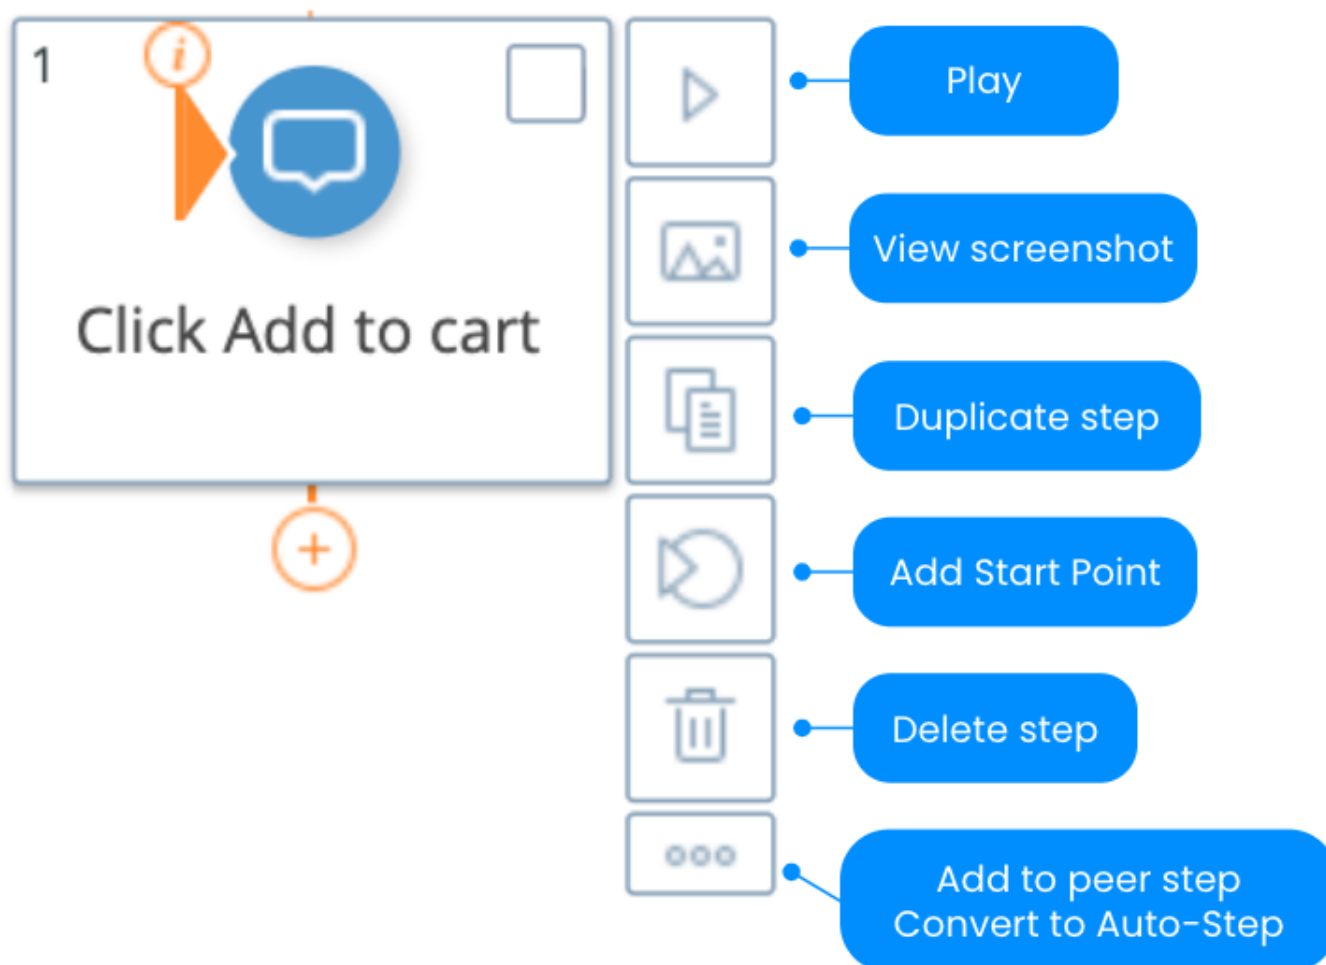 1
i
Click Add to cart
Play
View screenshot
Duplicate step
Add Start Point
Delete step
Add to peer step
Convert to Auto-Step